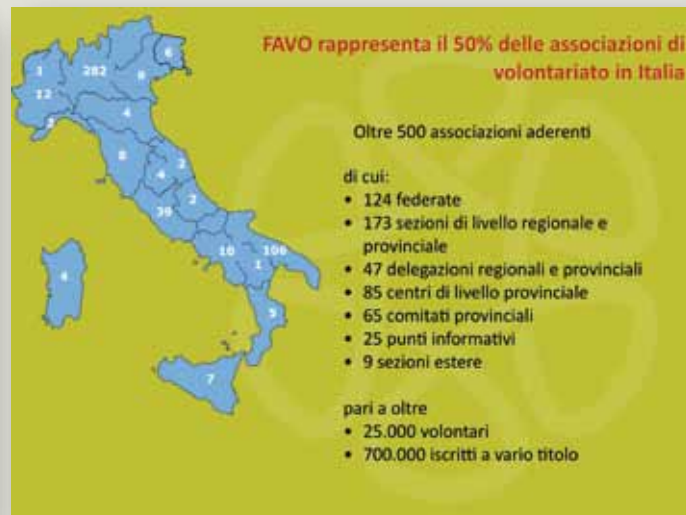 FAVO rappresenta il 50% delle associazioni di
volontariato in Italia
Oltre 500 associazioni aderenti
di cui:
• 124 federate
• 173 sezioni di livello regionale e
provinciale
• 47 delegazioni regionali e provinciali
• 85 centri di livello provinciale
• 65 comitati provinciali
• 25 punti informativi
• 9 sezioni estere
pari a oltre
• 25.000 volontari
• 700.000 iscritti a vario titolo
6
1
282
12
4
8
4
2
39
10
106
1
4
5
7